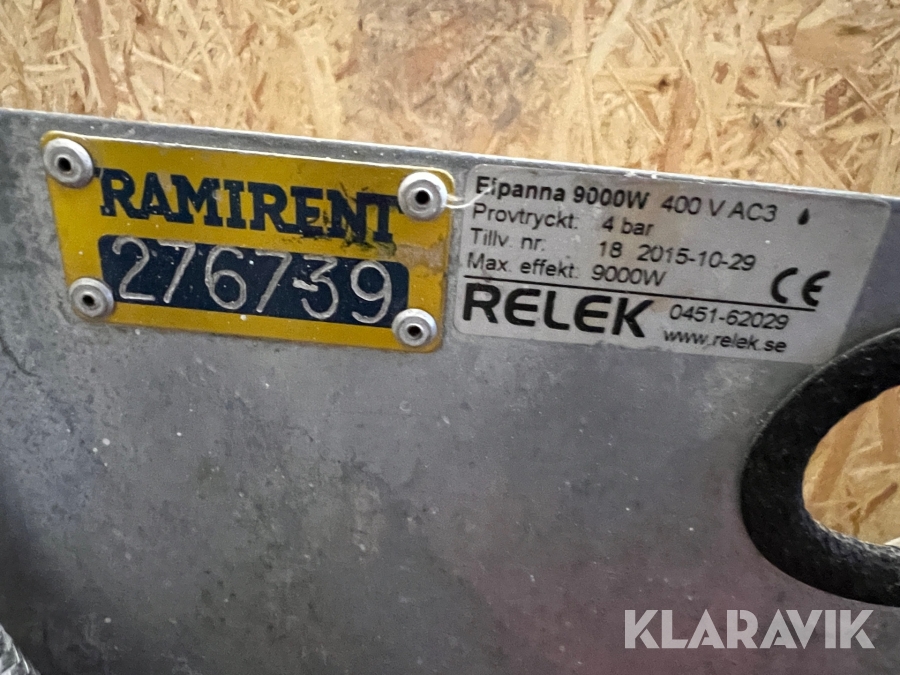 RAMIRENT
276739
Elpanna 9000W 400 V AC3
Provtryckt: 4 bar
Tillv. nr. 18 2015-10-29
Max. effekt: 9000W
CE
RELEK 0451-62029
www.relek.se
KLARAVIK